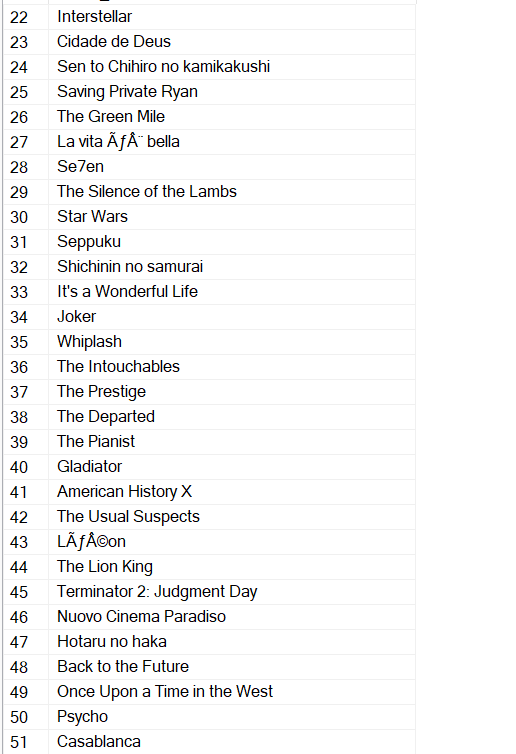 22 Interstellar
23 Cidade de Deus
24 Sen to Chihiro no kamikakushi
25 Saving Private Ryan
26 The Green Mile
27 La vita ÃƒÂ¨ bella
28 Se7en
29 The Silence of the Lambs
30 Star Wars
31 Seppuku
32 Shichinin no samurai
33 It's a Wonderful Life
34 Joker
35 Whiplash
36 The Intouchables
37 The Prestige
38 The Departed
39 The Pianist
40 Gladiator
41 American History X
42 The Usual Suspects
43 LÃƒÂ©on
44 The Lion King
45 Terminator 2: Judgment Day
46 Nuovo Cinema Paradiso
47 Hotaru no haka
48 Back to the Future
49 Once Upon a Time in the West
50 Psycho
51 Casablanca